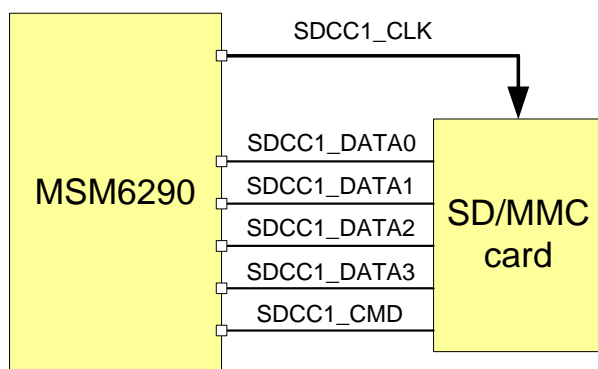 SDCC1_CLK
MSM6290
SDCC1_DATA0
SDCC1_DATA1
SDCC1_DATA2
SDCC1_DATA3
SDCC1_CMD
SD/MMC
card